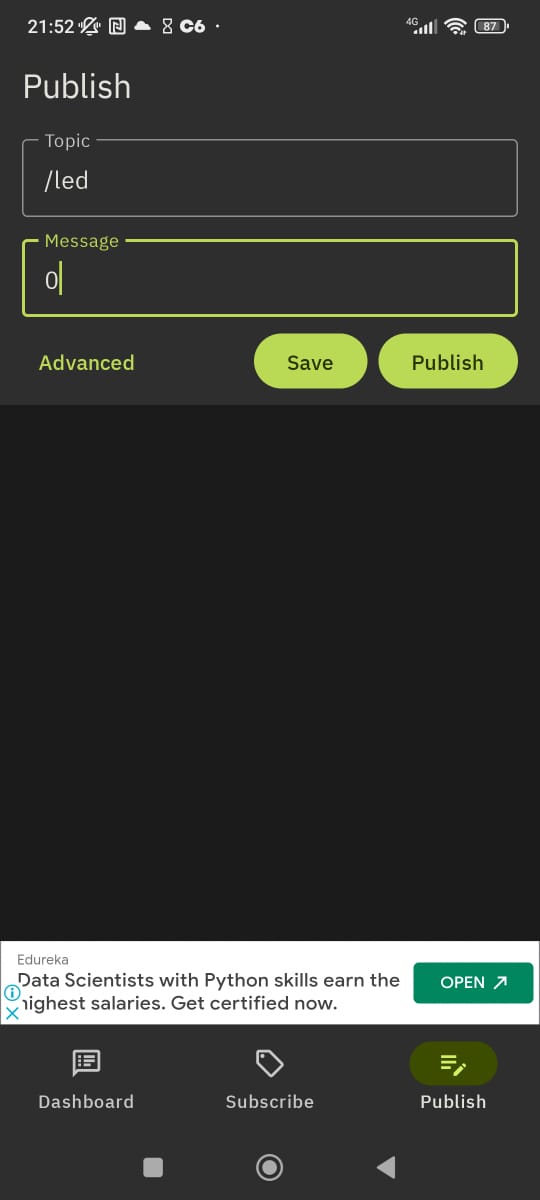 21:52 C6
4G 87
Publish
Topic
/led
Message
0
Advanced Save Publish
Edureka
Data Scientists with Python skills earn the
highest salaries. Get certified now.
OPEN
Dashboard Subscribe Publish